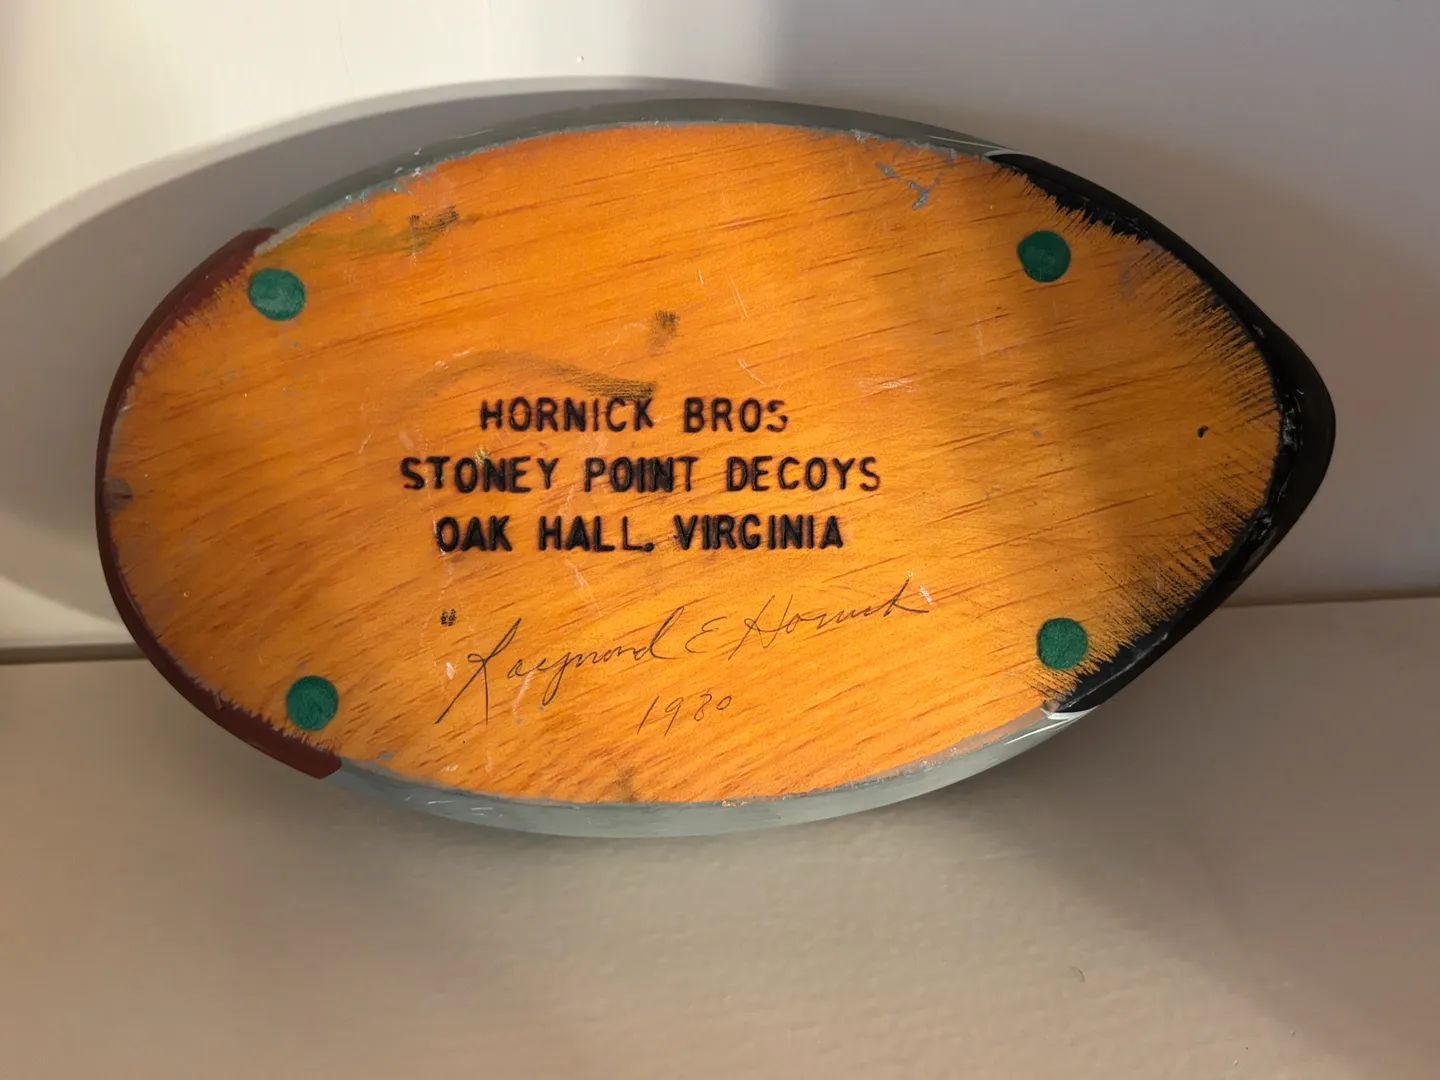 HORNICK BROS
STONEY POINT DECOYS
OAK HALL, VIRGINIA
Raymond E Hornick
1980